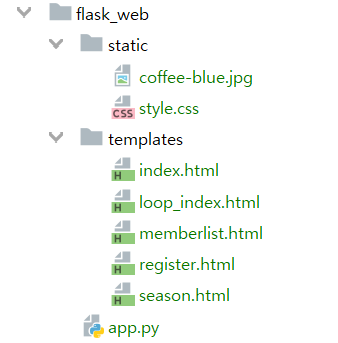 flask_web
static
coffee-blue.jpg
CSS style.css
templates
H index.html
H loop_index.html
H memberlist.html
H register.html
H season.html
app.py